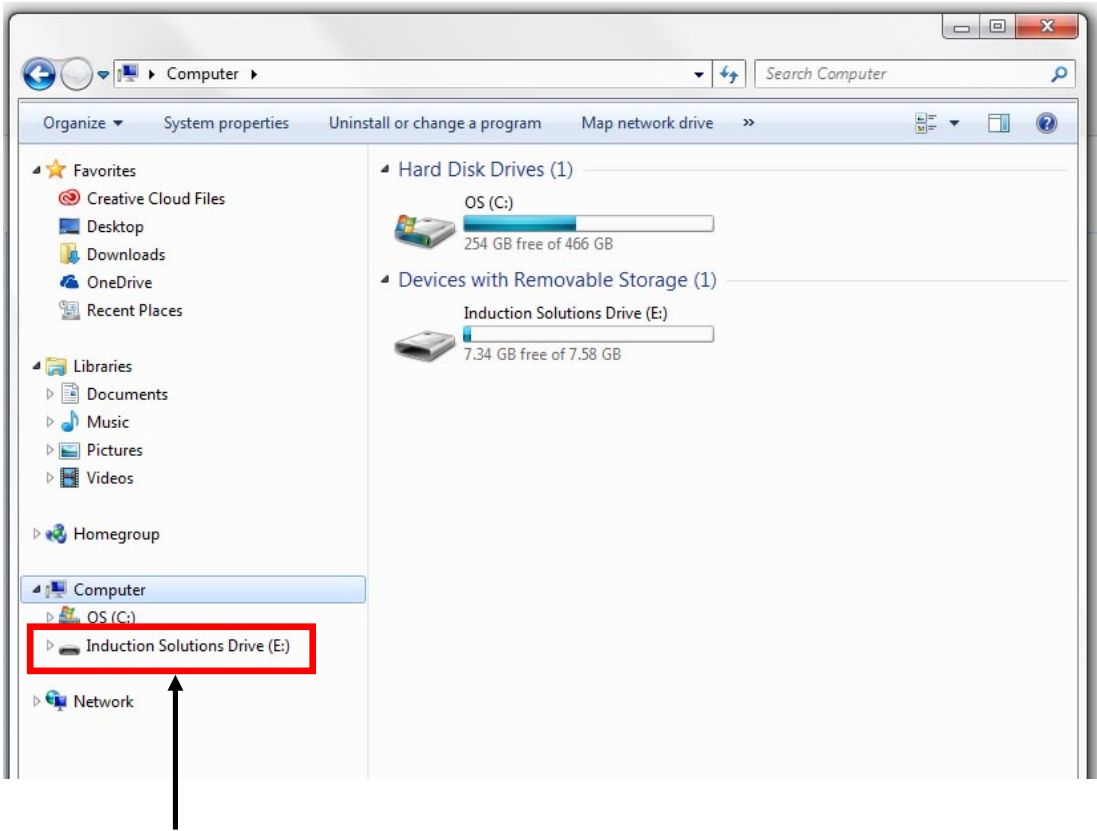 Computer
Search Computer
Organize
System properties
Uninstall or change a program
Map network drive
»
Favorites
Creative Cloud Files
Desktop
Downloads
OneDrive
Recent Places
Libraries
Documents
Music
Pictures
Videos
Homegroup
Computer
OS (C:)
Induction Solutions Drive (E:)
Network
Hard Disk Drives (1)
OS (C:)
254 GB free of 466 GB
Devices with Removable Storage (1)
Induction Solutions Drive (E:)
7.34 GB free of 7.58 GB